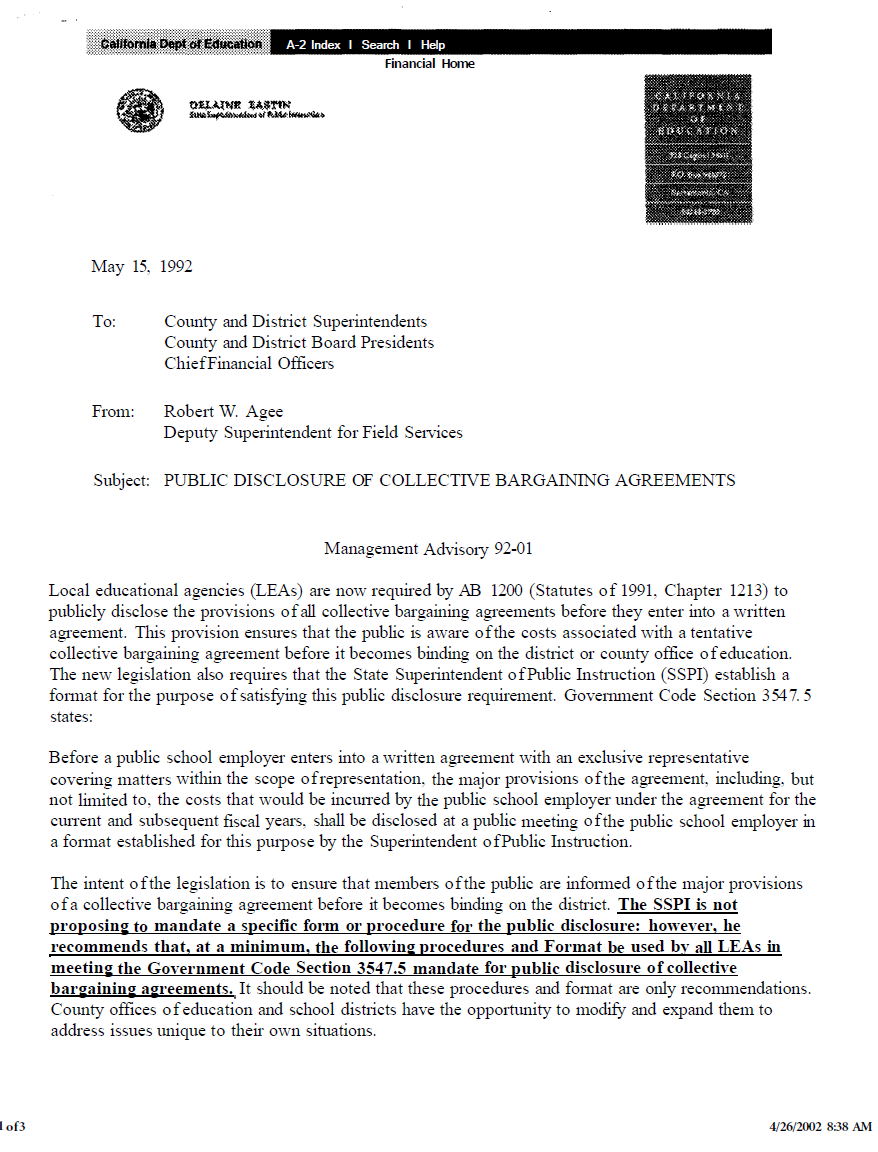 California Dept of Education A-2 Index | Search | Help
Financial Home
DELAINE EASTIN
State Superintendent of Public Instruction
CALIFORNIA
DEPARTMENT
OF
EDUCATION
Sacramento, CA
May 15, 1992
To: County and District Superintendents
County and District Board Presidents
Chief Financial Officers
From: Robert W. Agee
Deputy Superintendent for Field Services
Subject: PUBLIC DISCLOSURE OF COLLECTIVE BARGAINING AGREEMENTS
Management Advisory 92-01
Local educational agencies (LEAs) are now required by AB 1200 (Statutes of 1991, Chapter 1213) to
publicly disclose the provisions of all collective bargaining agreements before they enter into a written
agreement. This provision ensures that the public is aware of the costs associated with a tentative
collective bargaining agreement before it becomes binding on the district or county office of education.
The new legislation also requires that the State Superintendent of Public Instruction (SSPI) establish a
format for the purpose of satisfying this public disclosure requirement. Government Code Section 3547.5
states:
Before a public school employer enters into a written agreement with an exclusive representative
covering matters within the scope of representation, the major provisions of the agreement, including, but
not limited to, the costs that would be incurred by the public school employer under the agreement for the
current and subsequent fiscal years, shall be disclosed at a public meeting of the public school employer in
a format established for this purpose by the Superintendent of Public Instruction.
The intent of the legislation is to ensure that members of the public are informed of the major provisions
of a collective bargaining agreement before it becomes binding on the district. The SSPI is not
proposing to mandate a specific form or procedure for the public disclosure: however, he
recommends that, at a minimum, the following procedures and Format be used by all LEAs in
meeting the Government Code Section 3547.5 mandate for public disclosure of collective
bargaining agreements. It should be noted that these procedures and format are only recommendations.
County offices of education and school districts have the opportunity to modify and expand them to
address issues unique to their own situations.
1 of 3 4/26/2002 8:38 AM